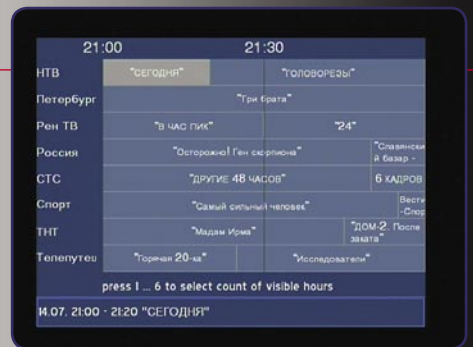 21:00 21:30
НТВ "СЕГОДНЯ" "ГОЛОВОРЕЗЫ"
Петербург "Три брата"
Рен ТВ "В ЧАС ПИК" "24"
Россия "Осторожно! Ген скорпиона" "Славянски
й базар -
СТС "ДРУГИЕ 48 ЧАСОВ" 6 КАДРОВ
Спорт "Самый сильный человек" Вести
-Спор
ТНТ "Мадам Ирма" "ДОМ-2. После
заката"
Телепутеш "Горячая 20-ка" "Исследователи"
press 1 ... 6 to select count of visible hours
14.07. 21:00 - 21:20 "СЕГОДНЯ"